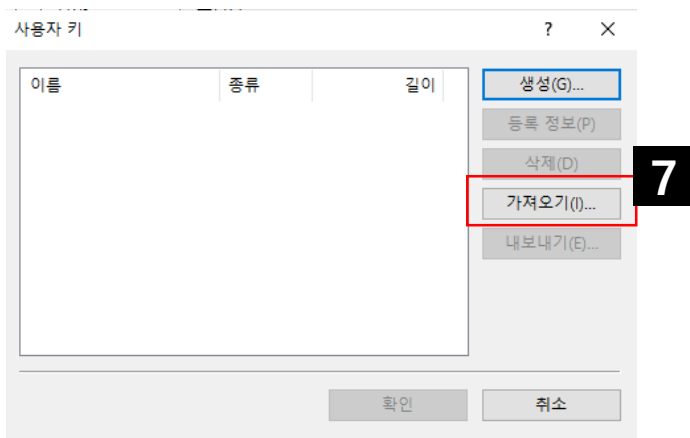 사용자 키 ?
이름 종류 길이
생성(G)...
등록 정보(P)
삭제(D)
7
가져오기(I)...
내보내기(E)...
확인 취소